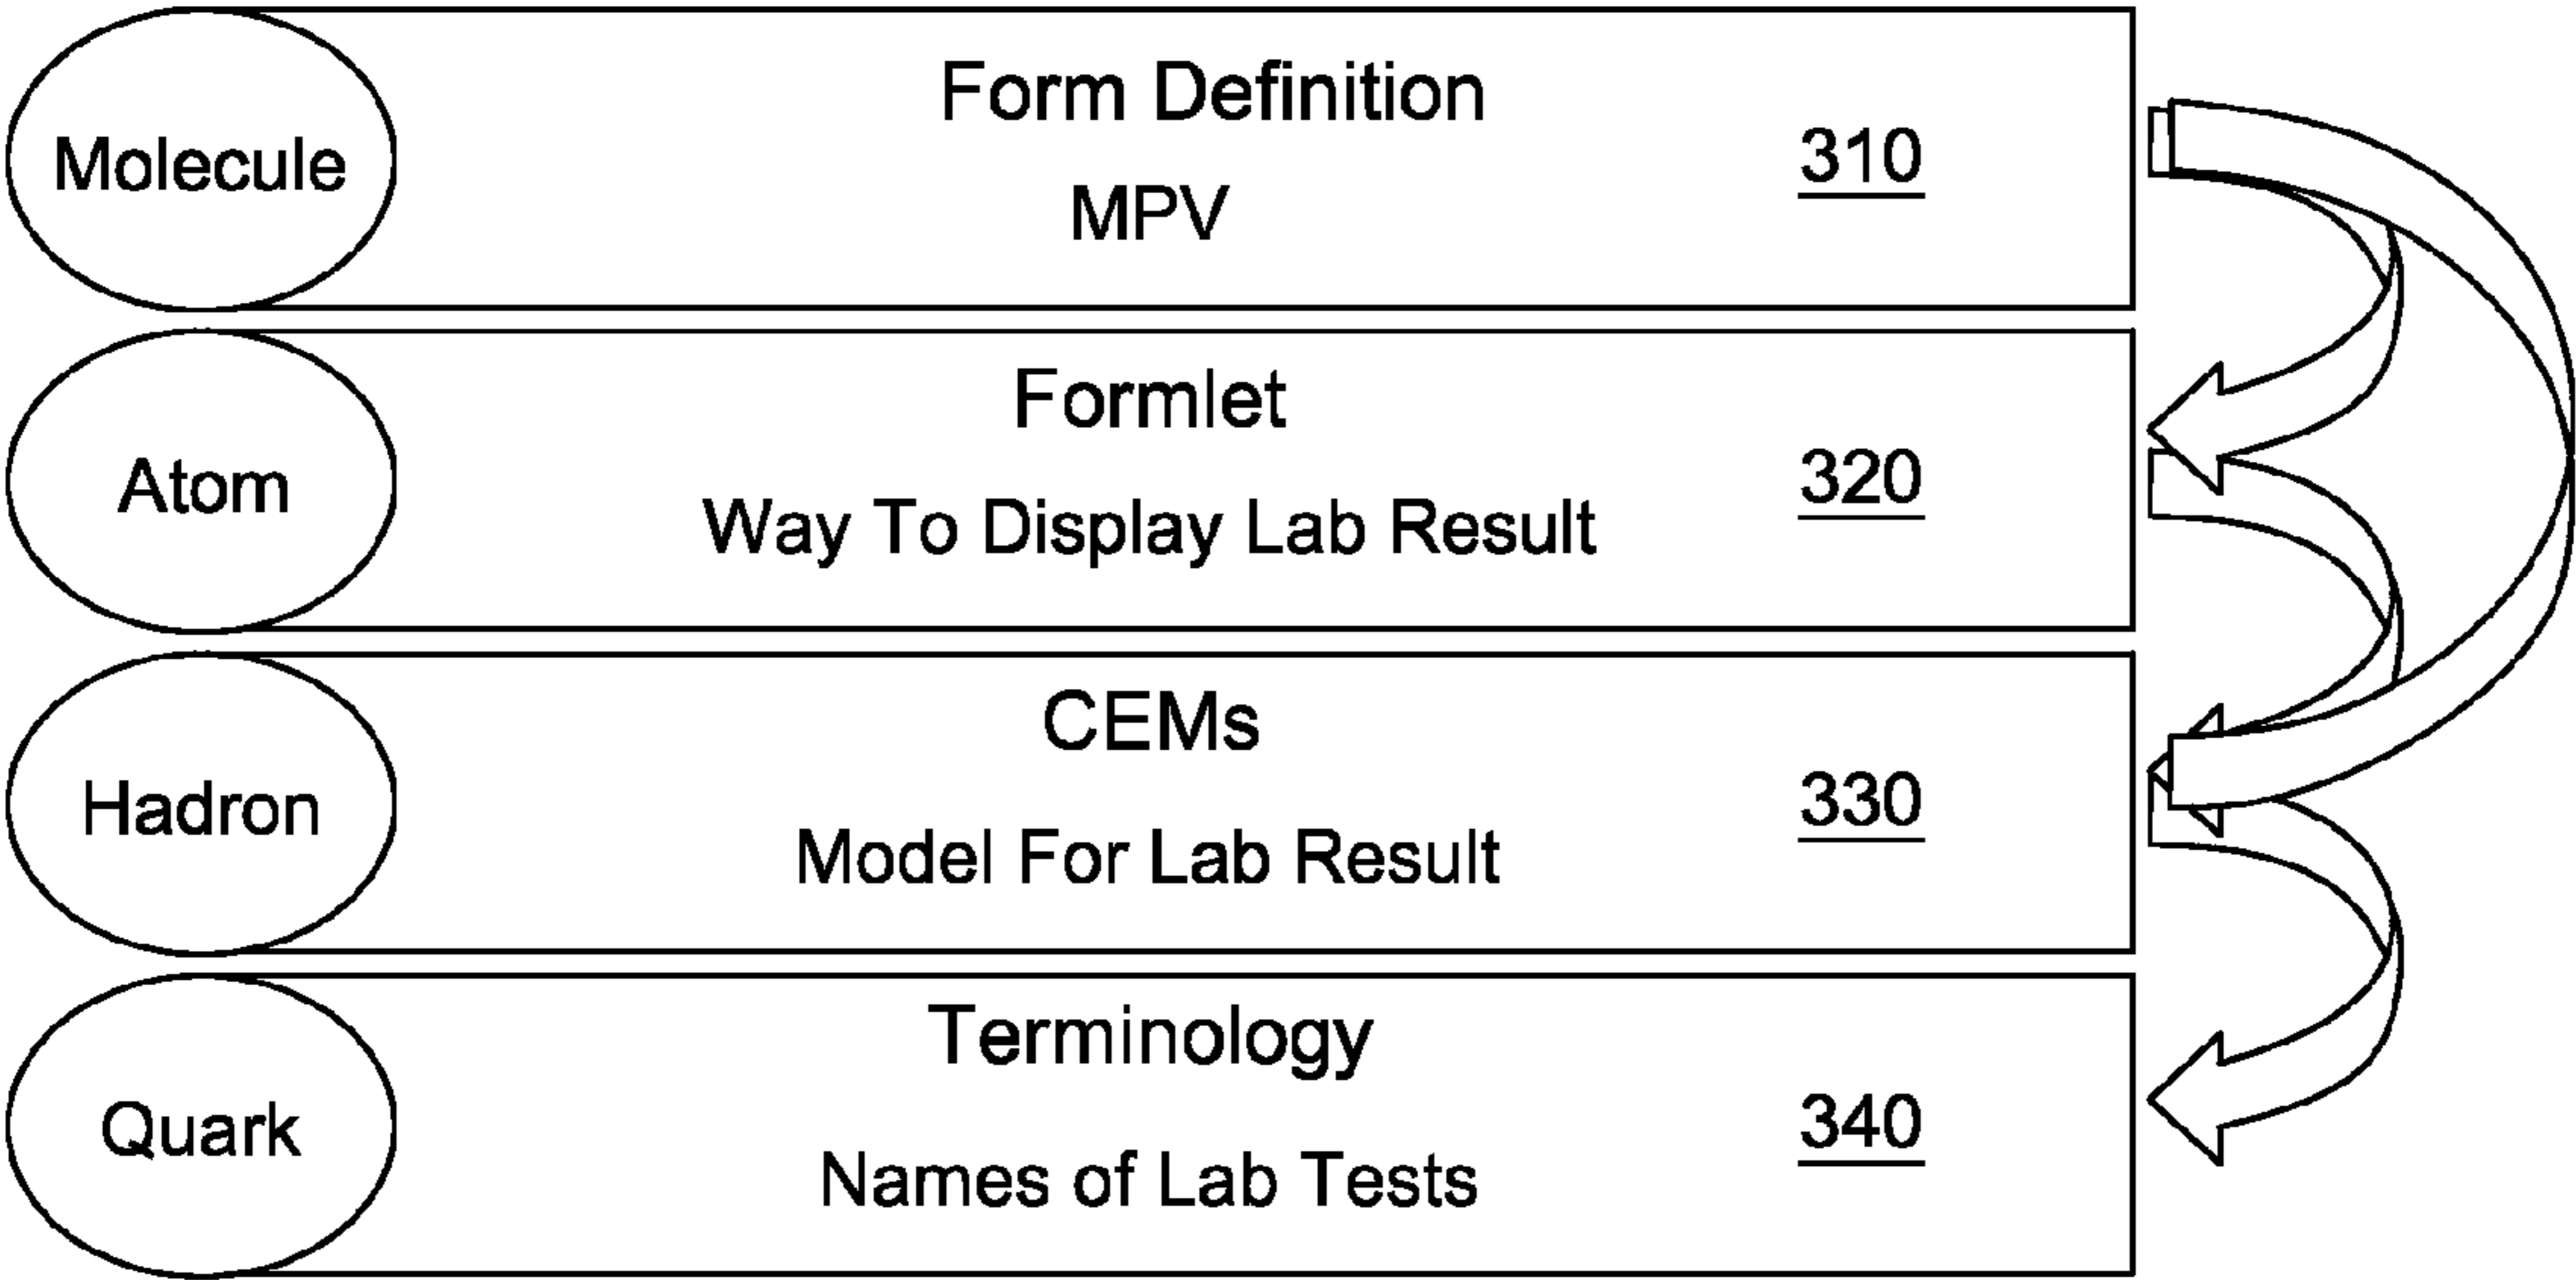 Form Definition
Molecule
310
MPV
Formlet
Atom
320
Way To Display Lab Result
CEMs
Hadron
330
Model For Lab Result
Terminology
Quark
340
Names of Lab Tests